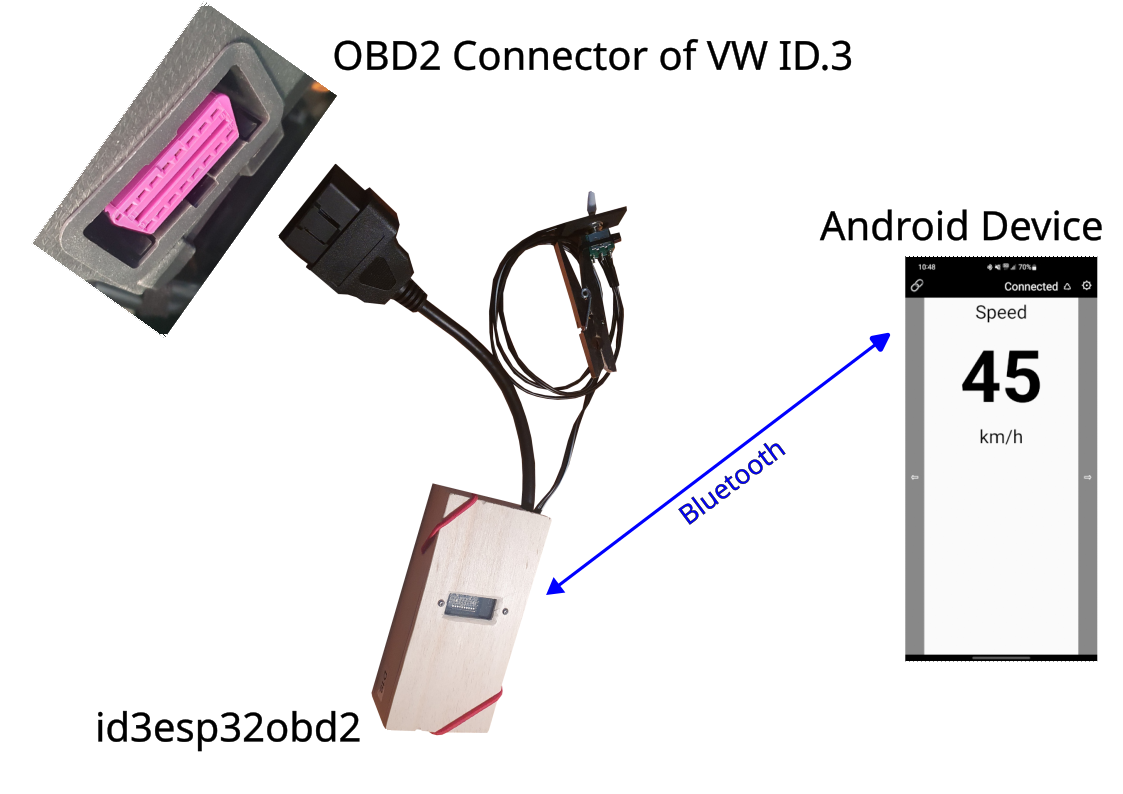 OBD2 Connector of VW ID.3
Android Device
10:48
70%
Connected
Speed
45
km/h
Bluetooth
id3esp32obd2